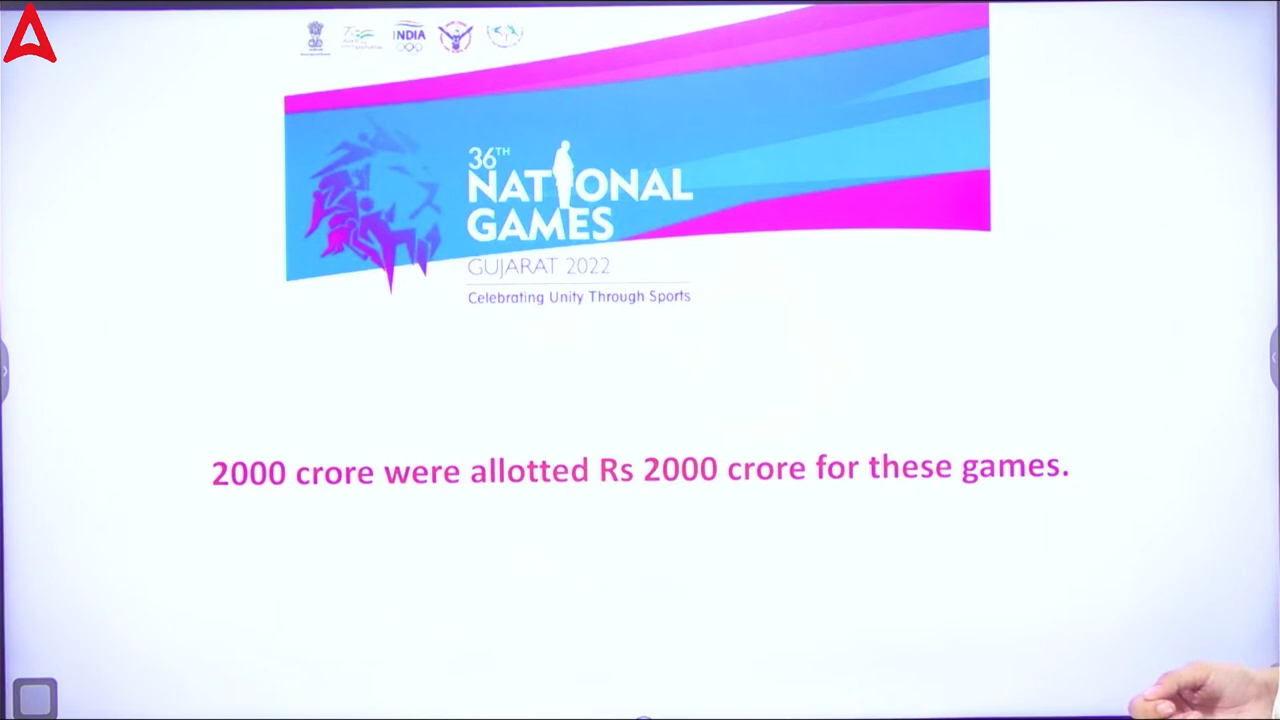 INDIA
36TH
NATIONAL
GAMES
GUJARAT 2022
Celebrating Unity Through Sports
2000 crore were allotted Rs 2000 crore for these games.